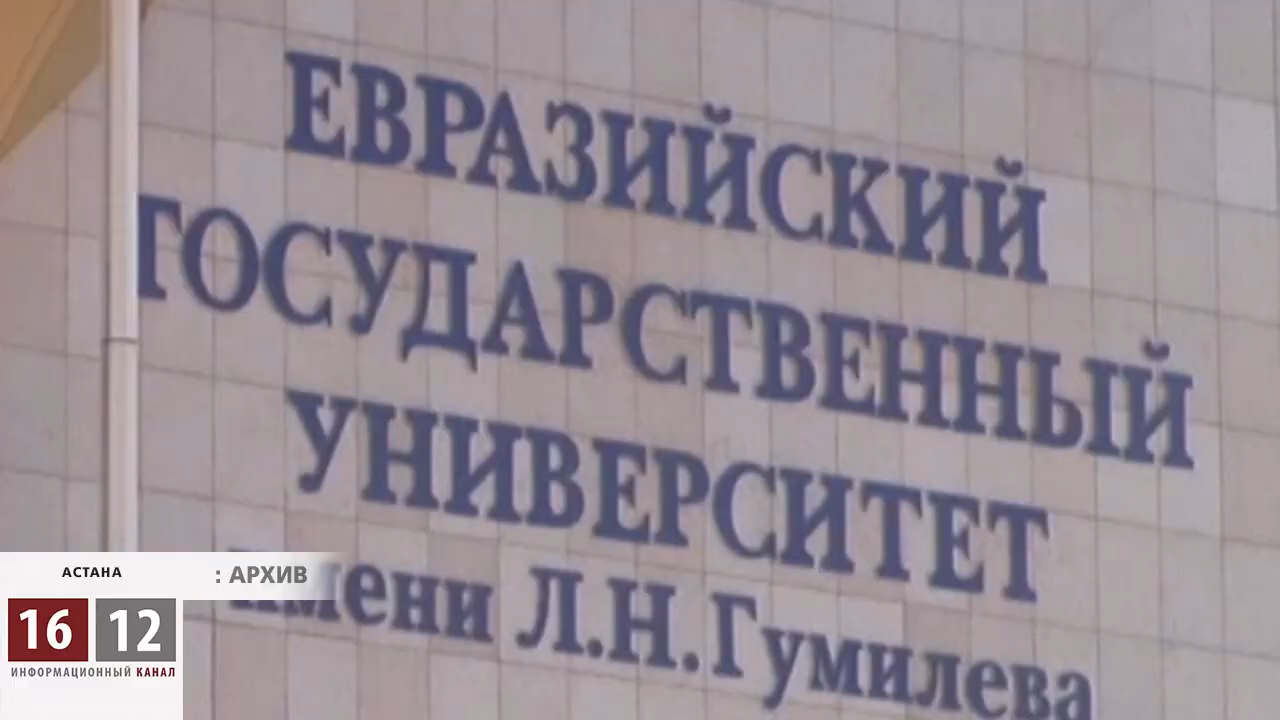 ЕВРАЗИЙСКИЙ
ГОСУДАРСТВЕННЫЙ
УНИВЕРСИТЕТ
имени Л.Н.Гумилева
АСТАНА
: АРХИВ
16 12
ИНФОРМАЦИОННЫЙ КАНАЛ